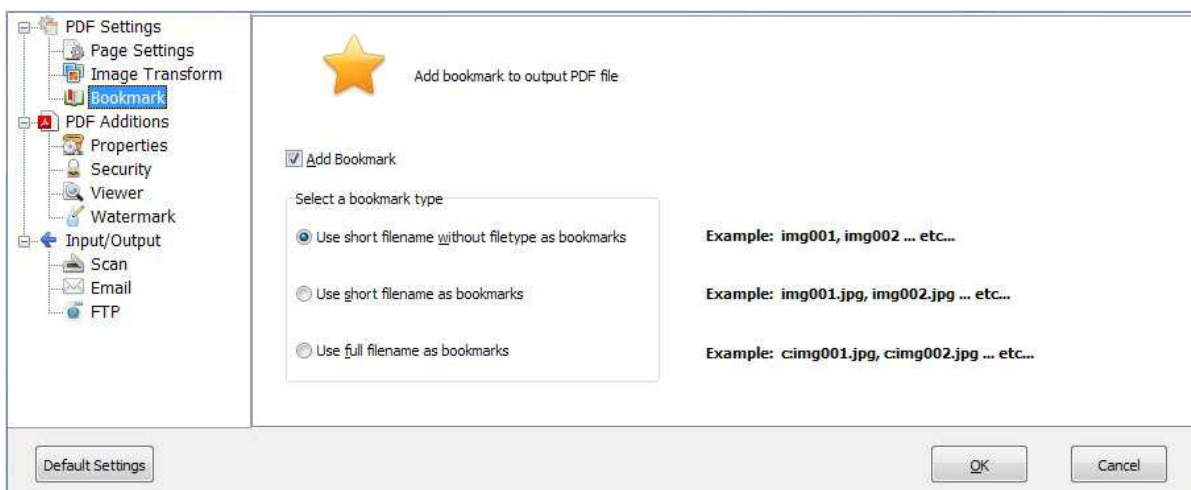 PDF Settings
Page Settings
Image Transform
Bookmark
PDF Additions
Properties
Security
Viewer
Watermark
Input/Output
Scan
Email
FTP
Add bookmark to output PDF file
Add Bookmark
Select a bookmark type
Use short filename without filetype as bookmarks
Example: img001, img002 ... etc...
Use short filename as bookmarks
Example: img001.jpg, img002.jpg ... etc...
Use full filename as bookmarks
Example: c:img001.jpg, c:img002.jpg ... etc...
Default Settings
OK
Cancel